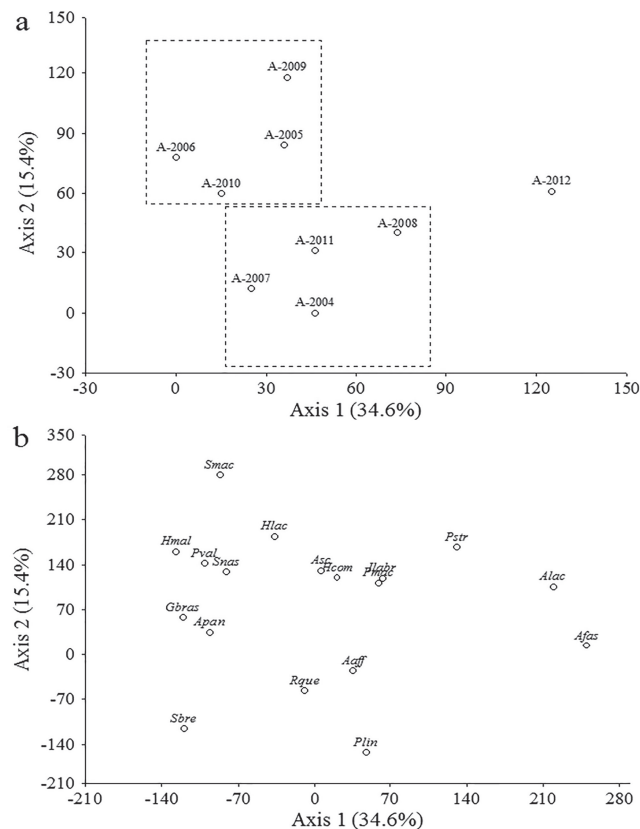 a
150
120
90
60
30
0
-30
Axis 2 (15.4%)
A-2009
A-2005
A-2006
A-2010
A-2012
A-2008
A-2011
A-2007
A-2004
-30 0 30 60 90 120 150
Axis 1 (34.6%)
b
350
280
210
140
70
0
-70
-140
-210
Axis 2 (15.4%)
Smac
Hlac
Pstr
Hmal
Pval
Snas
Asc
Hcom
Ilabr
Pmac
Alac
Gbras
Apan
Afas
Aaff
Rque
Sbre
Plin
-210 -140 -70 0 70 140 210 280
Axis 1 (34.6%)